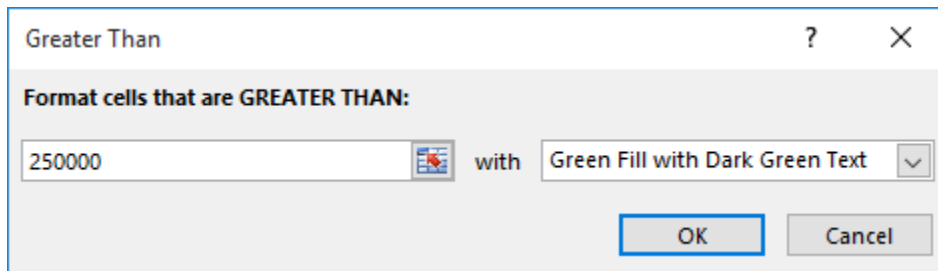 Greater Than ?
Format cells that are GREATER THAN:
250000 with Green Fill with Dark Green Text
OK Cancel